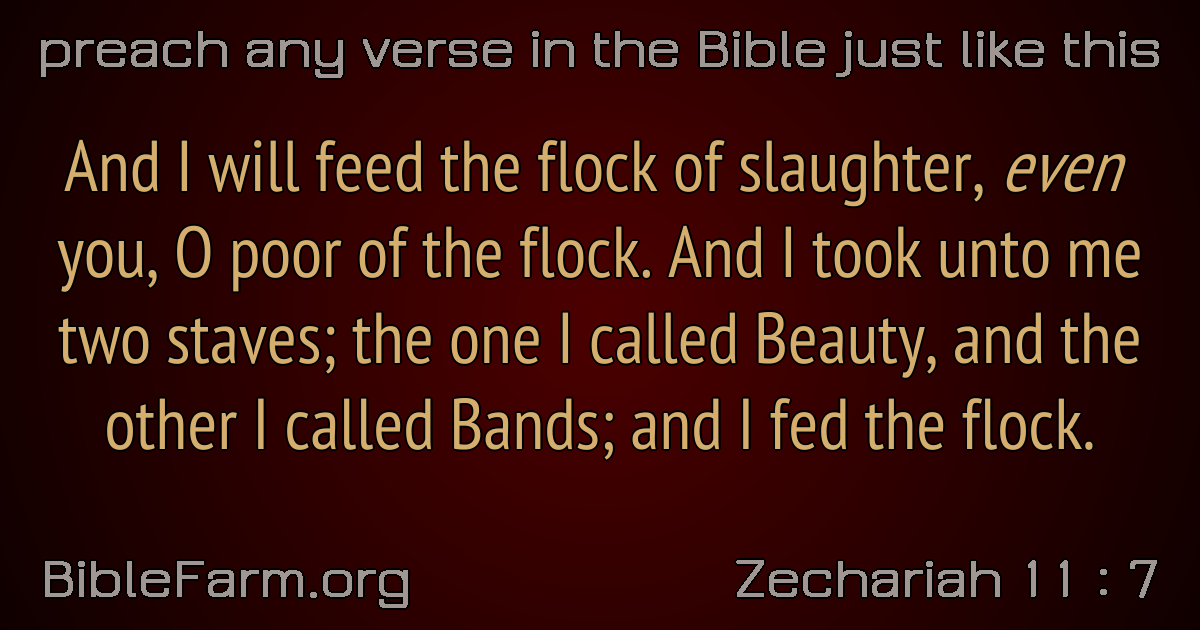 preach any verse in the Bible just like this
And I will feed the flock of slaughter, even
you, O poor of the flock. And I took unto me
two staves; the one I called Beauty, and the
other I called Bands; and I fed the flock.
BibleFarm.org
Zechariah 11 : 7